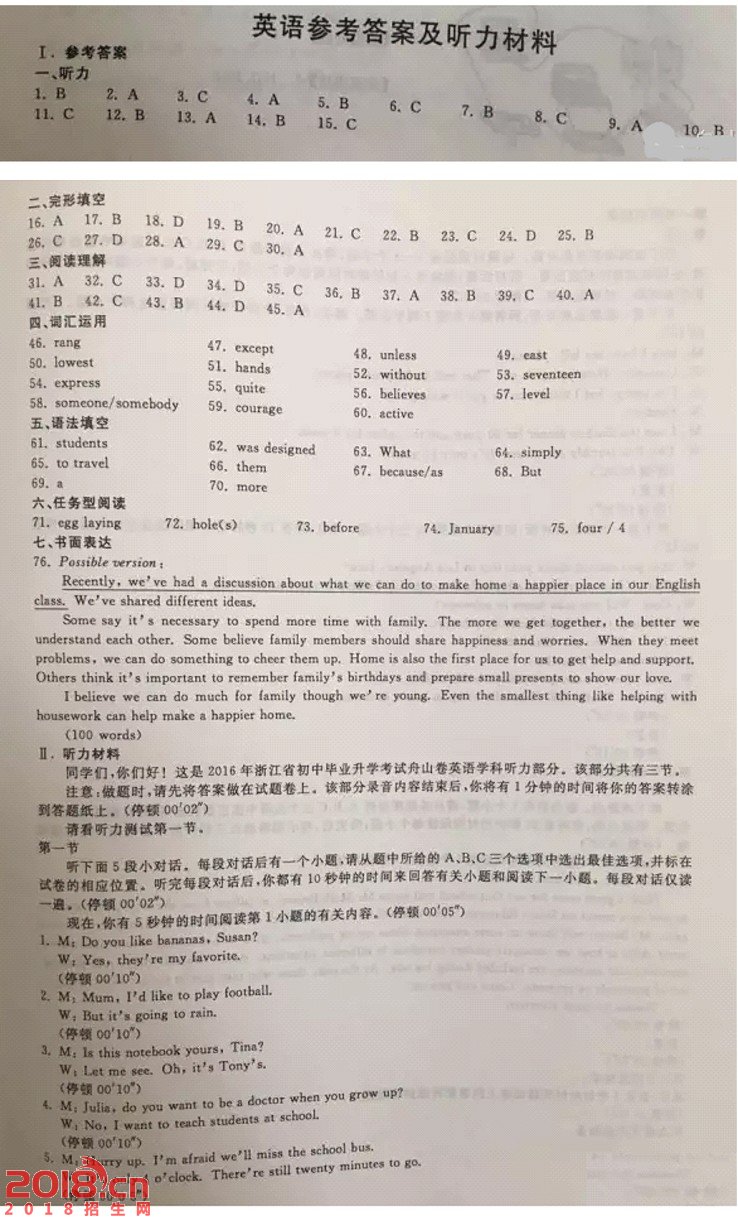 英语参考答案及听力材料
Ⅰ. 参考答案
一、听力
1. B 2. A 3. C 4. A 5. B 6. C 7. B 8. C 9. A 10. B
11. C 12. B 13. A 14. B 15. C
二、完形填空
16. A 17. B 18. D 19. B 20. A 21. C 22. B 23. C 24. D 25. B
26. C 27. D 28. A 29. C 30. A
三、阅读理解
31. A 32. C 33. D 34. D 35. C 36. B 37. A 38. B 39. C 40. A
41. B 42. C 43. B 44. D 45. A
四、词汇运用
46. rang 47. except 48. unless 49. east
50. lowest 51. hands 52. without 53. seventeen
54. express 55. quite 56. believes 57. level
58. someone/somebody 59. courage 60. active
五、语法填空
61. students 62. was designed 63. What 64. simply
65. to travel 66. them 67. because/as 68. But
69. a 70. more
六、任务型阅读
71. egg laying 72. hole(s) 73. before 74. January 75. four / 4
七、书面表达
76. Possible version:
Recently, we've had a discussion about what we can do to make home a happier place in our English
class. We've shared different ideas.
Some say it's necessary to spend more time with family. The more we get together, the better we
understand each other. Some believe family members should share happiness and worries. When they meet
problems, we can do something to cheer them up. Home is also the first place for us to get help and support.
Others think it's important to remember family's birthdays and prepare small presents to show our love.
I believe we can do much for family though we're young. Even the smallest thing like helping with
housework can help make a happier home.
(100 words)
Ⅱ. 听力材料
同学们,你们好！这是2016年浙江省初中毕业升学考试舟山卷英语学科听力部分。该部分共有三节。
注意:做题时,请先将答案做在试题卷上。该部分录音内容结束后,你将有1分钟的时间将你的答案转涂
到答题纸上。(停顿00′02″)
请看听力测试第一节。
第一节
听下面5段小对话。每段对话后有一个小题,请从题中所给的A、B、C三个选项中选出最佳选项,并标在
试卷的相应位置。听完每段对话后,你都有10秒钟的时间来回答有关小题和阅读下一小题。每段对话仅读
一遍。(停顿00′02″)
现在,你有5秒钟的时间阅读第1小题的有关内容。(停顿00′05″)
1. M: Do you like bananas, Susan?
W: Yes, they're my favorite.
(停顿00′10″)
2. M: Mum, I'd like to play football.
W: But it's going to rain.
(停顿00′10″)
3. M: Is this notebook yours, Tina?
W: Let me see. Oh, it's Tony's.
(停顿00′10″)
4. M: Julia, do you want to be a doctor when you grow up?
W: No, I want to teach students at school.
(停顿00′10″)
5. M: Hurry up. I'm afraid we'll miss the school bus.
o'clock. There're still twenty minutes to go.
2018.cn
2018招生网